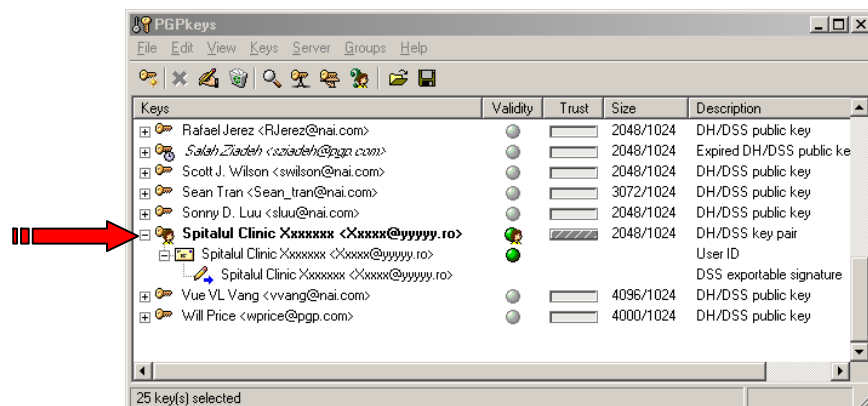 PGPkeys
File Edit View Keys Server Groups Help
Keys Validity Trust Size Description
Rafael Jerez <RJerez@nai.com> 2048/1024 DH/DSS public key
Salah Ziadeh <sziadeh@pgp.com> 2048/1024 Expired DH/DSS public ke
Scott J. Wilson <swilson@nai.com> 2048/1024 DH/DSS public key
Sean Tran <Sean_tran@nai.com> 3072/1024 DH/DSS public key
Sonny D. Luu <sluu@nai.com> 2048/1024 DH/DSS public key
Spitalul Clinic Xxxxxxx <Xxxxx@yyyyy.ro> 2048/1024 DH/DSS key pair
Spitalul Clinic Xxxxxxx <Xxxxx@yyyyy.ro> User ID
Spitalul Clinic Xxxxxxx <Xxxxx@yyyyy.ro> DSS exportable signature
Vue VL Vang <vvang@nai.com> 4096/1024 DH/DSS public key
Will Price <wprice@pgp.com> 4000/1024 DH/DSS public key
25 key(s) selected